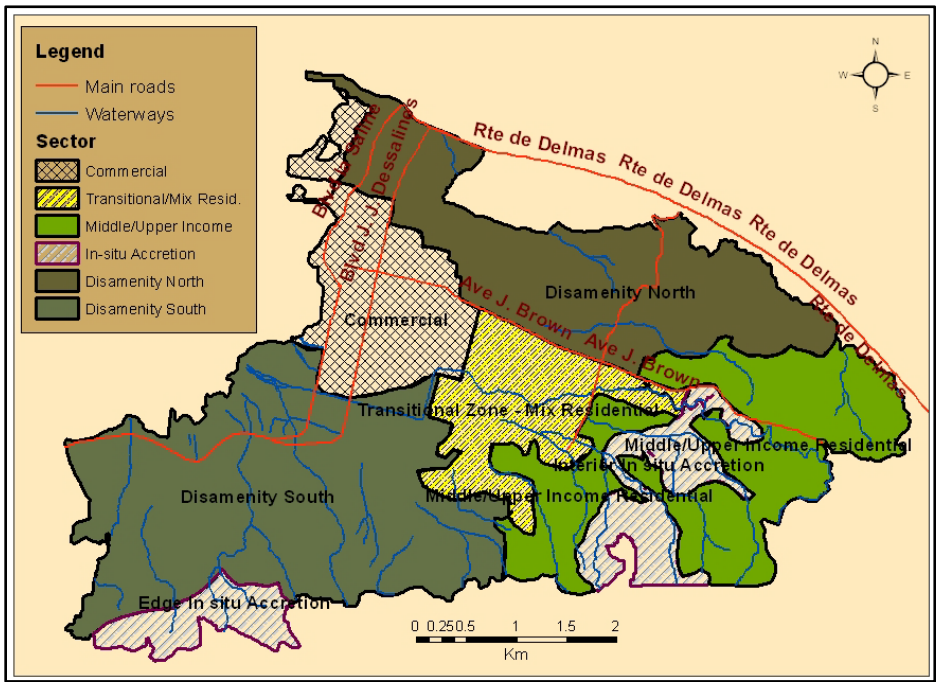 Legend
Main roads
Waterways
Sector
Commercial
Transitional/Mix Resid.
Middle/Upper Income
In-situ Accretion
Disamenity North
Disamenity South
N
W
E
S
Rte de Delmas Rte de Delmas Rte de Delmas
Rte de Delmas
Blvd J. J. Dessalines
Ave J. Brown Ave J. Brown
Disamenity North
Commercial
Transitional Zone - Mix Residential
Middle/Upper Income Residential
Interior In situ Accretion
Middle/Upper Income Residential
Disamenity South
Edge In situ Accretion
0 0.25 0.5 1 1.5 2
Km